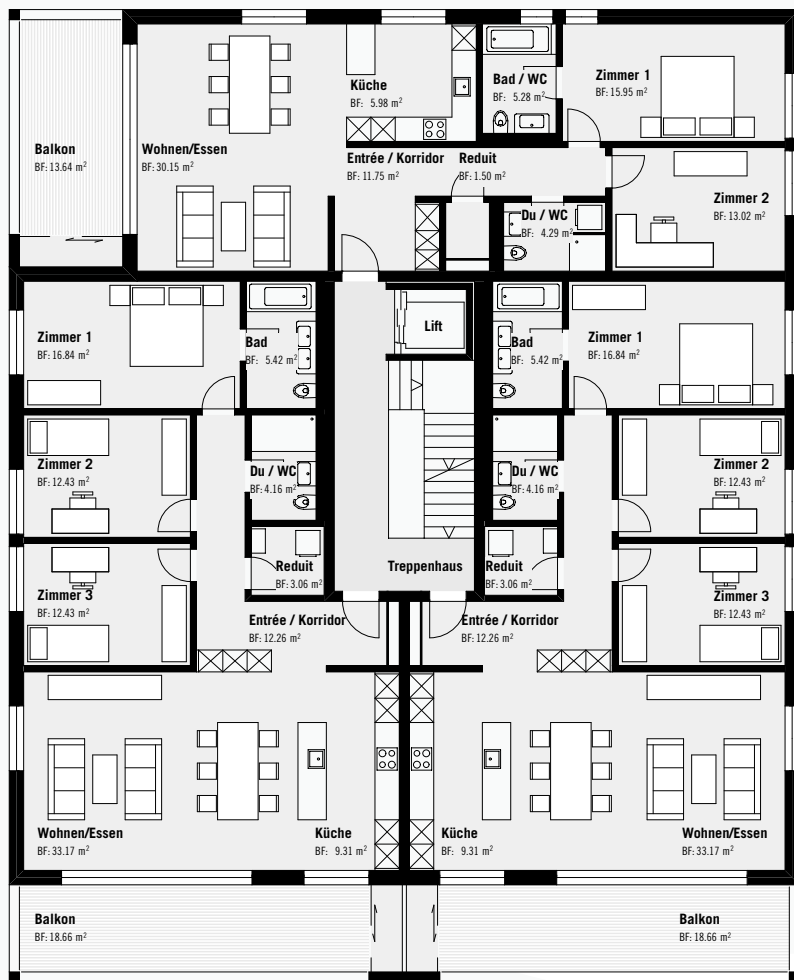 Balkon
BF: 13.64 m²
Wohnen/Essen
BF: 30.15 m²
Küche
BF: 5.98 m²
Bad / WC
BF: 5.28 m²
Zimmer 1
BF: 15.95 m²
Entrée / Korridor
BF: 11.75 m²
Reduit
BF: 1.50 m²
Zimmer 2
BF: 13.02 m²
Du / WC
BF: 4.29 m²
Zimmer 1
BF: 16.84 m²
Bad
BF: 5.42 m²
Lift
Bad
BF: 5.42 m²
Zimmer 1
BF: 16.84 m²
Zimmer 2
BF: 12.43 m²
Du / WC
BF: 4.16 m²
Du / WC
BF: 4.16 m²
Zimmer 2
BF: 12.43 m²
Reduit
BF: 3.06 m²
Treppenhaus
Reduit
BF: 3.06 m²
Zimmer 3
BF: 12.43 m²
Zimmer 3
BF: 12.43 m²
Entrée / Korridor
BF: 12.26 m²
Entrée / Korridor
BF: 12.26 m²
Wohnen/Essen
BF: 33.17 m²
Küche
BF: 9.31 m²
Küche
BF: 9.31 m²
Wohnen/Essen
BF: 33.17 m²
Balkon
BF: 18.66 m²
Balkon
BF: 18.66 m²